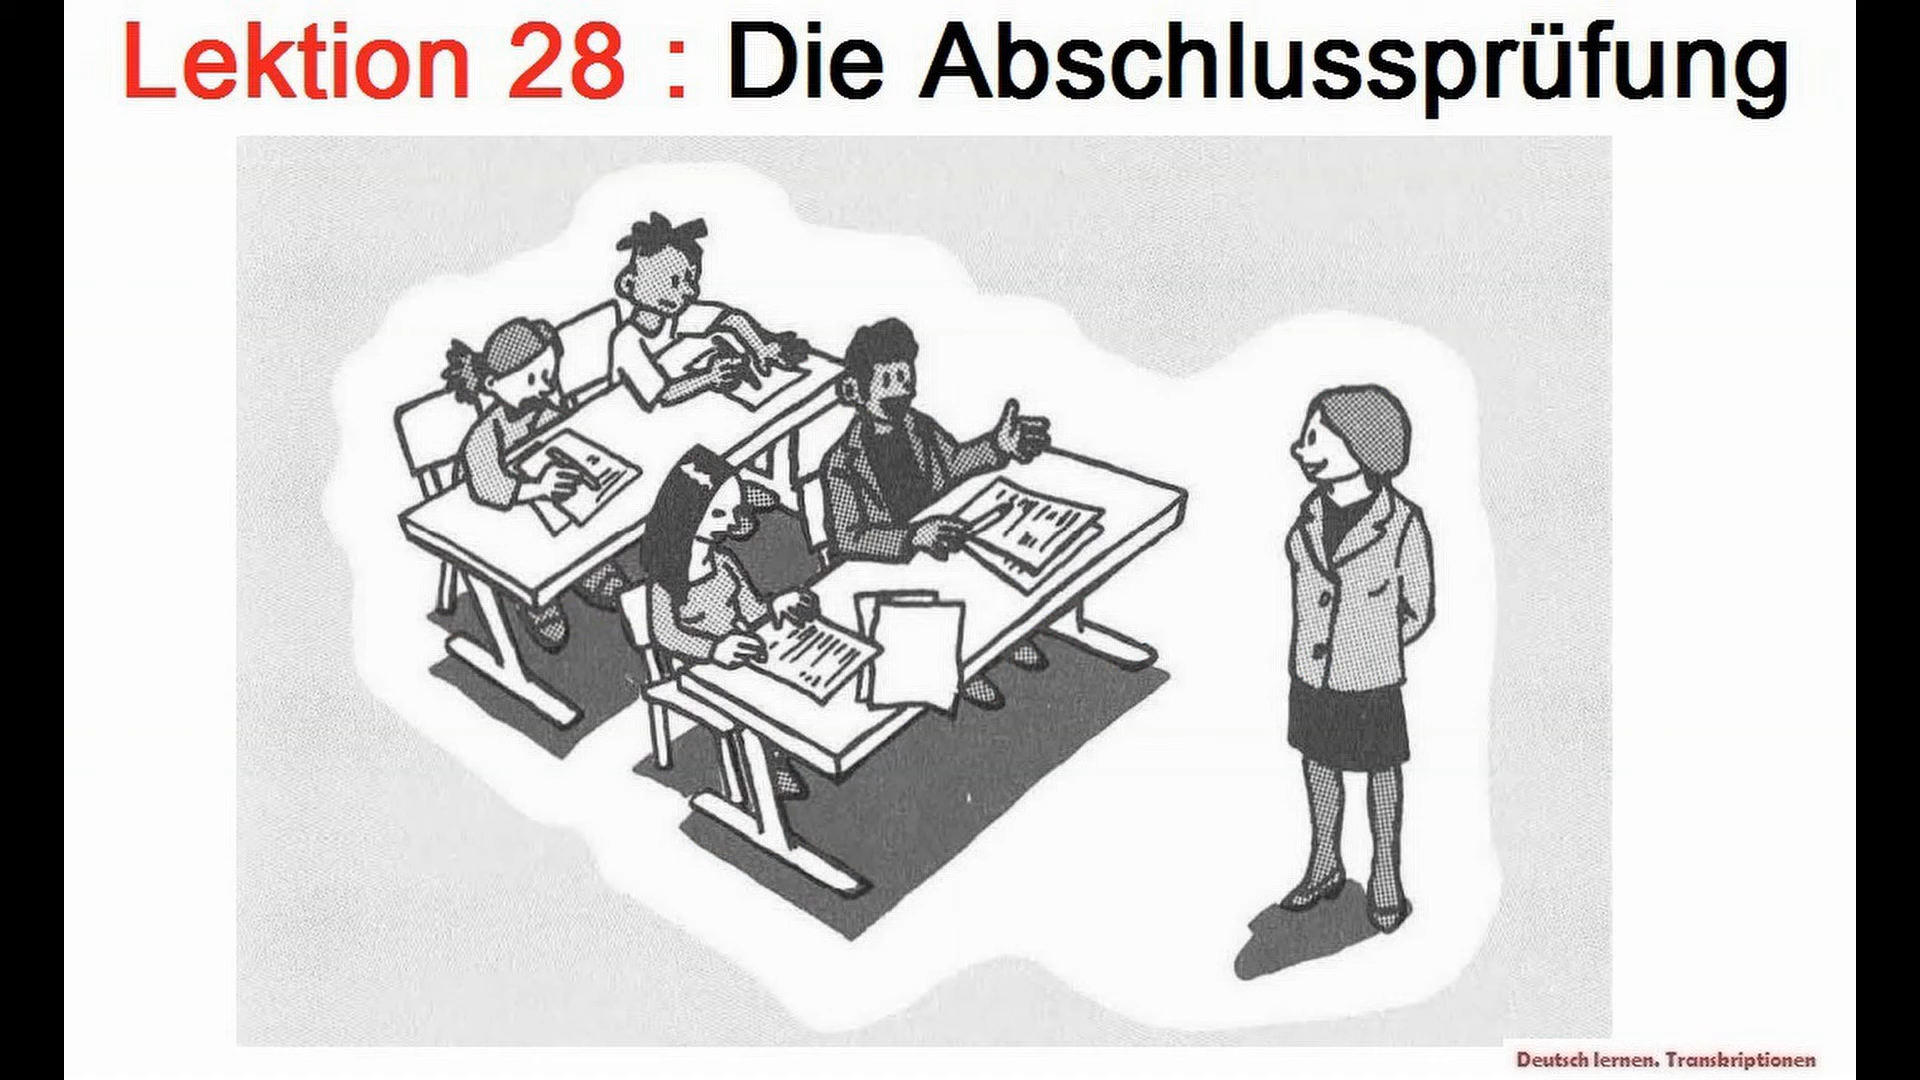 Lektion 28 : Die Abschlussprüfung
Deutsch lernen. Transkriptionen